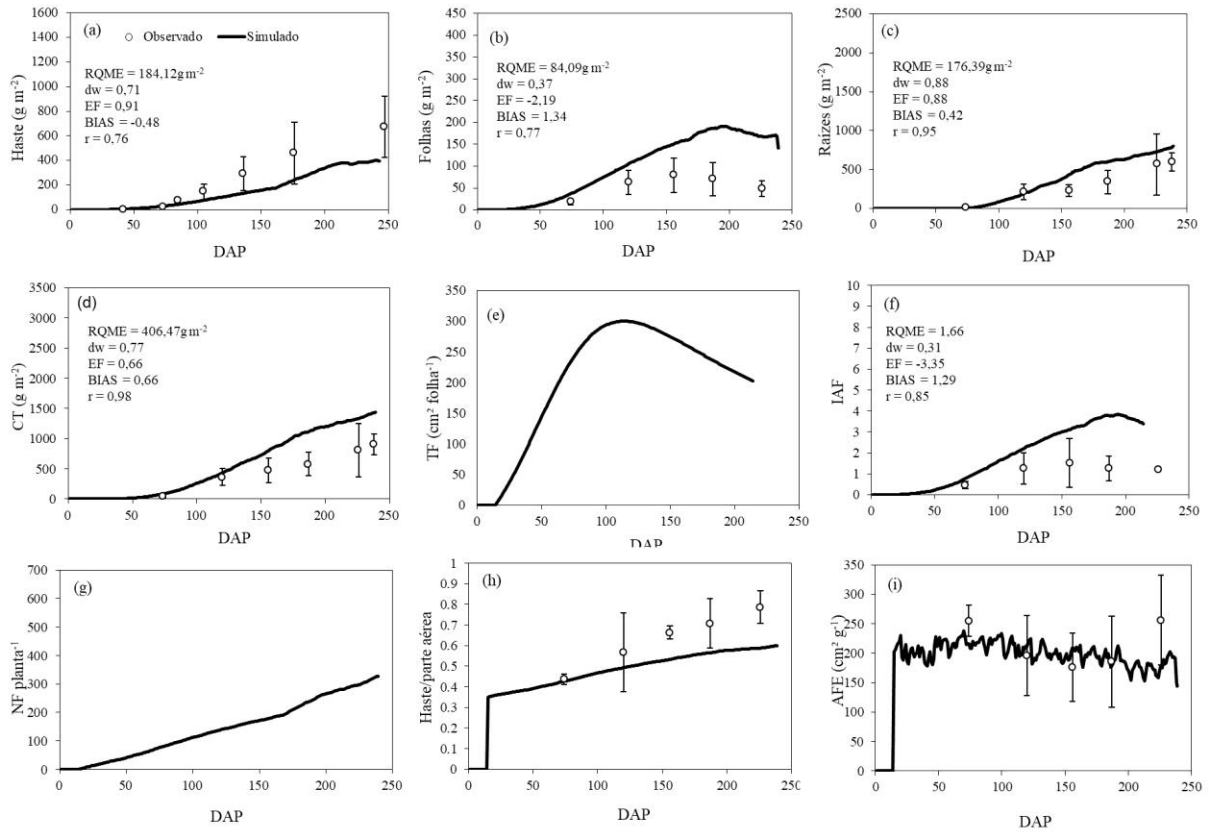 (a)
Observado
Simulado
RQME = 184,12g m-2
dw = 0,71
EF = 0,91
BIAS = -0,48
r = 0,76
Haste (g m-2)
1600
1400
1200
1000
800
600
400
200
0
0 50 100 150 200 250
DAP
(b)
RQME = 84,09g m-2
dw = 0,37
EF = -2,19
BIAS = 1,34
r = 0,77
Folhas (g m-2)
450
400
350
300
250
200
150
100
50
0
0 50 100 150 200 250
DAP
(c)
RQME = 176,39g m-2
dw = 0,88
EF = 0,88
BIAS = 0,42
r = 0,95
Raízes (g m-2)
2500
2000
1500
1000
500
0
0 50 100 150 200 250
DAP
(d)
RQME = 406,47g m-2
dw = 0,77
EF = 0,66
BIAS = 0,66
r = 0,98
CT (g m-2)
3500
3000
2500
2000
1500
1000
500
0
0 50 100 150 200 250
DAP
(e)
TF (cm² folha-1)
350
300
250
200
150
100
50
0
0 50 100 150 200 250
DAP
(f)
RQME = 1,66
dw = 0,31
EF = -3,35
BIAS = 1,29
r = 0,85
IAF
10
9
8
7
6
5
4
3
2
1
0
0 50 100 150 200 250
DAP
(g)
NF planta-1
700
600
500
400
300
200
100
0
0 50 100 150 200 250
DAP
(h)
Haste/parte aérea
1
0.9
0.8
0.7
0.6
0.5
0.4
0.3
0.2
0.1
0
0 50 100 150 200 250
DAP
(i)
AFE (cm² g-1)
350
300
250
200
150
100
50
0
0 50 100 150 200 250
DAP